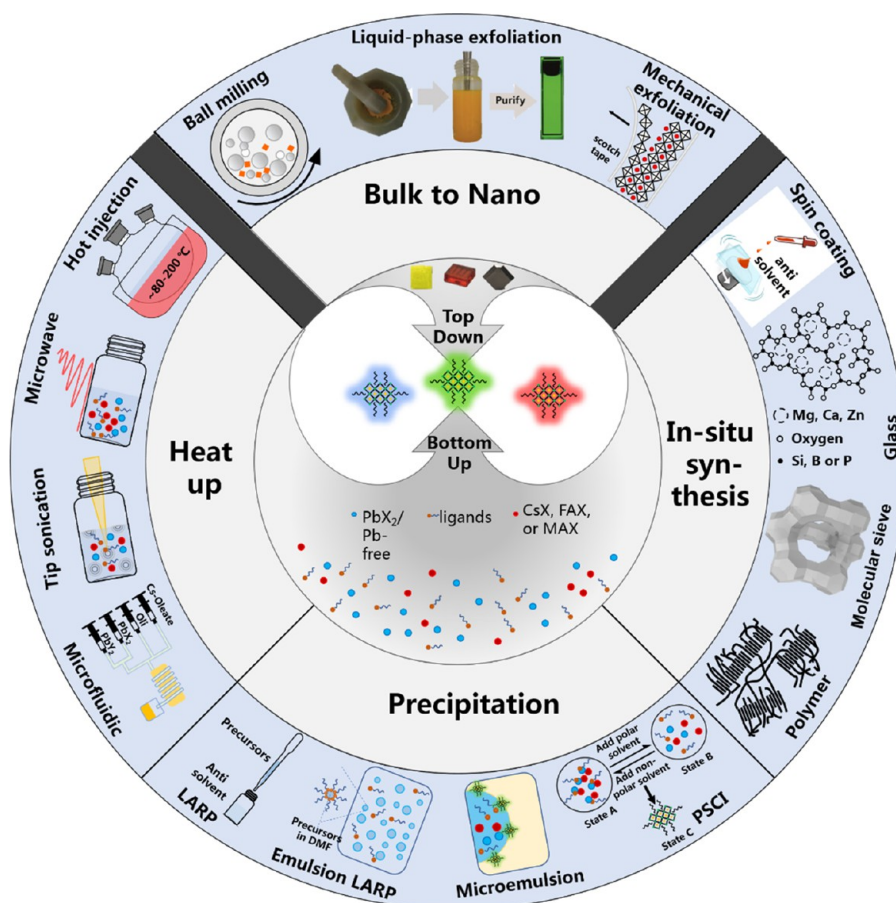 Liquid-phase exfoliation
Purify
Ball milling
Mechanical
exfoliation
scotch
tape
Bulk to Nano
Hot injection
~80-200 °C
Microwave
Tip sonication
Microfluidic
PbY₂
PbX₂
Oli
Cs-Oleate
Heat
up
Top
Down
Bottom
Up
PbX₂/
Pb-
free
ligands
CsX, FAX,
or MAX
Spin coating
anti
solvent
Mg, Ca, Zn
Oxygen
Si, B or P
Glass
Molecular sieve
Polymer
In-situ
syn-
thesis
Precipitation
Precursors
Anti
solvent
LARP
Precursors
in DMF
Emulsion LARP
Microemulsion
Add polar
solvent
Add non-
polar solvent
State A
State B
State C
PSCI